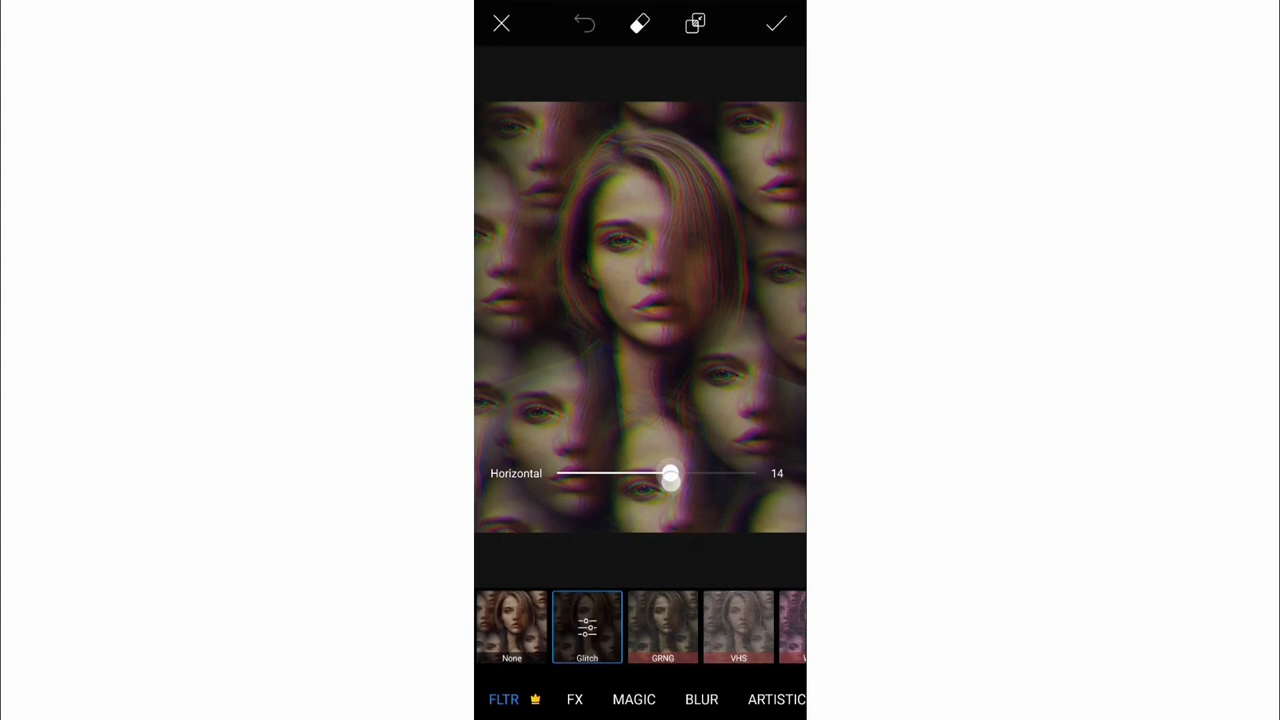 Horizontal 14
None Glitch GRNG VHS
FLTR FX MAGIC BLUR ARTISTIC